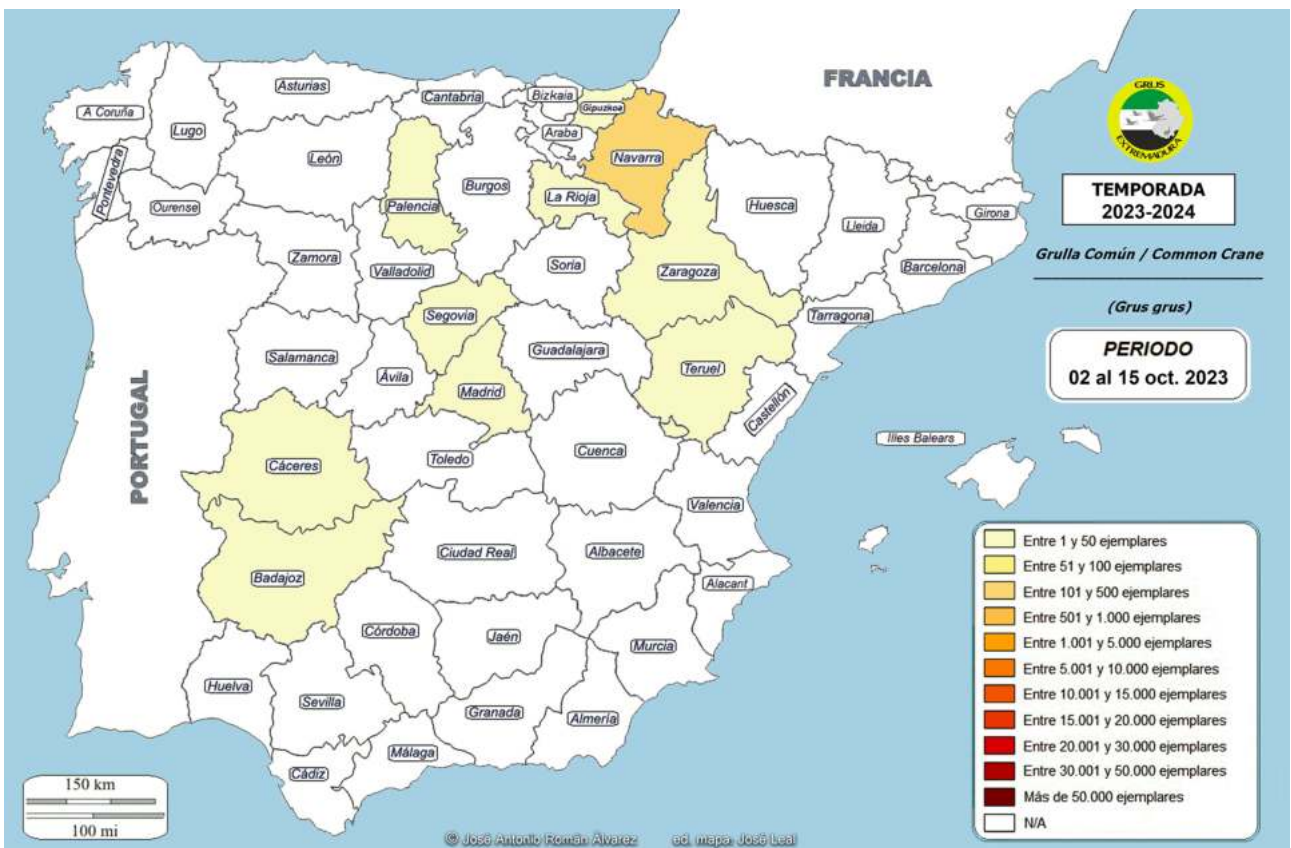 FRANCIA
GRUS
EXTREMADURA
TEMPORADA
2023-2024
Grulla Común / Common Crane
(Grus grus)
PERIODO
02 al 15 oct. 2023
A Coruña
Lugo
Asturias
Cantabria
Bizkaia
Gipuzkoa
Araba
Navarra
León
Palencia
Burgos
La Rioja
Huesca
Lleida
Girona
Barcelona
Pontevedra
Ourense
Zamora
Valladolid
Soria
Zaragoza
Tarragona
Segovia
Salamanca
Ávila
Madrid
Guadalajara
Teruel
Castellón
PORTUGAL
Cáceres
Toledo
Cuenca
Valencia
Illes Balears
Badajoz
Ciudad Real
Albacete
Alacant
Córdoba
Jaén
Murcia
Huelva
Sevilla
Granada
Almería
Málaga
Cádiz
Entre 1 y 50 ejemplares
Entre 51 y 100 ejemplares
Entre 101 y 500 ejemplares
Entre 501 y 1.000 ejemplares
Entre 1.001 y 5.000 ejemplares
Entre 5.001 y 10.000 ejemplares
Entre 10.001 y 15.000 ejemplares
Entre 15.001 y 20.000 ejemplares
Entre 20.001 y 30.000 ejemplares
Entre 30.001 y 50.000 ejemplares
Más de 50.000 ejemplares
N/A
150 km
100 mi
© José Antonio Román Álvarez ed. mapa: José Leal